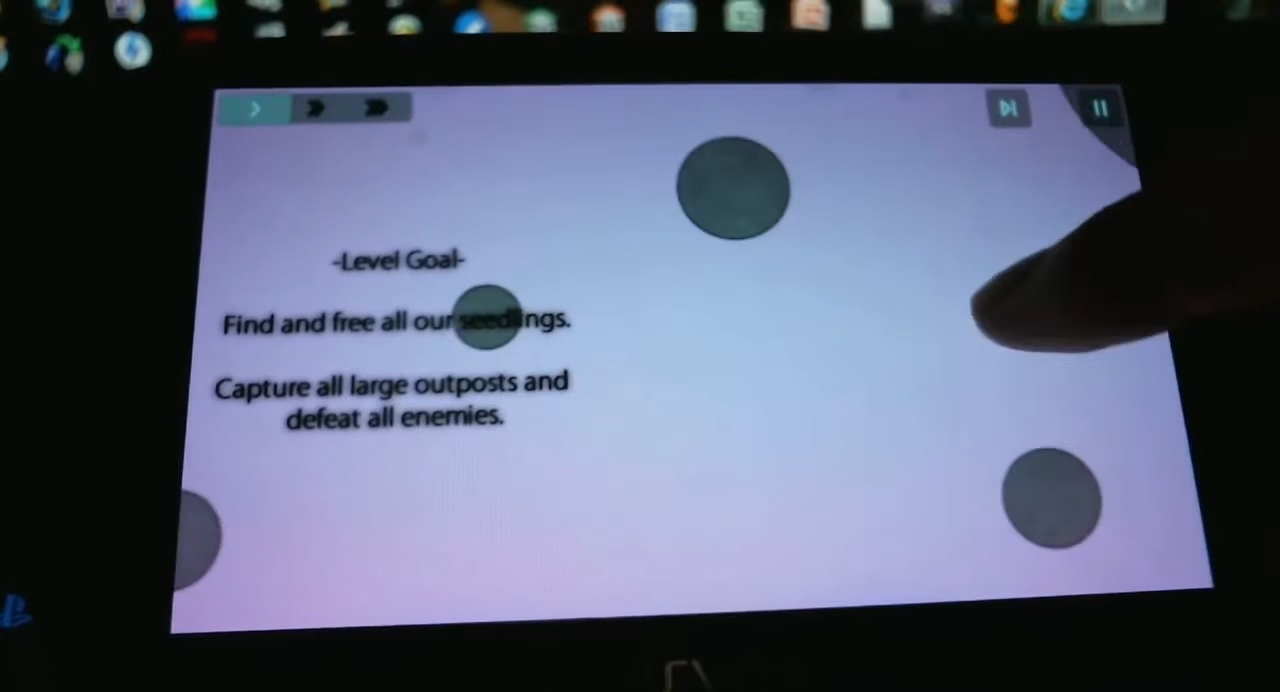 -Level Goal-
Find and free all our seedlings.
Capture all large outposts and
defeat all enemies.